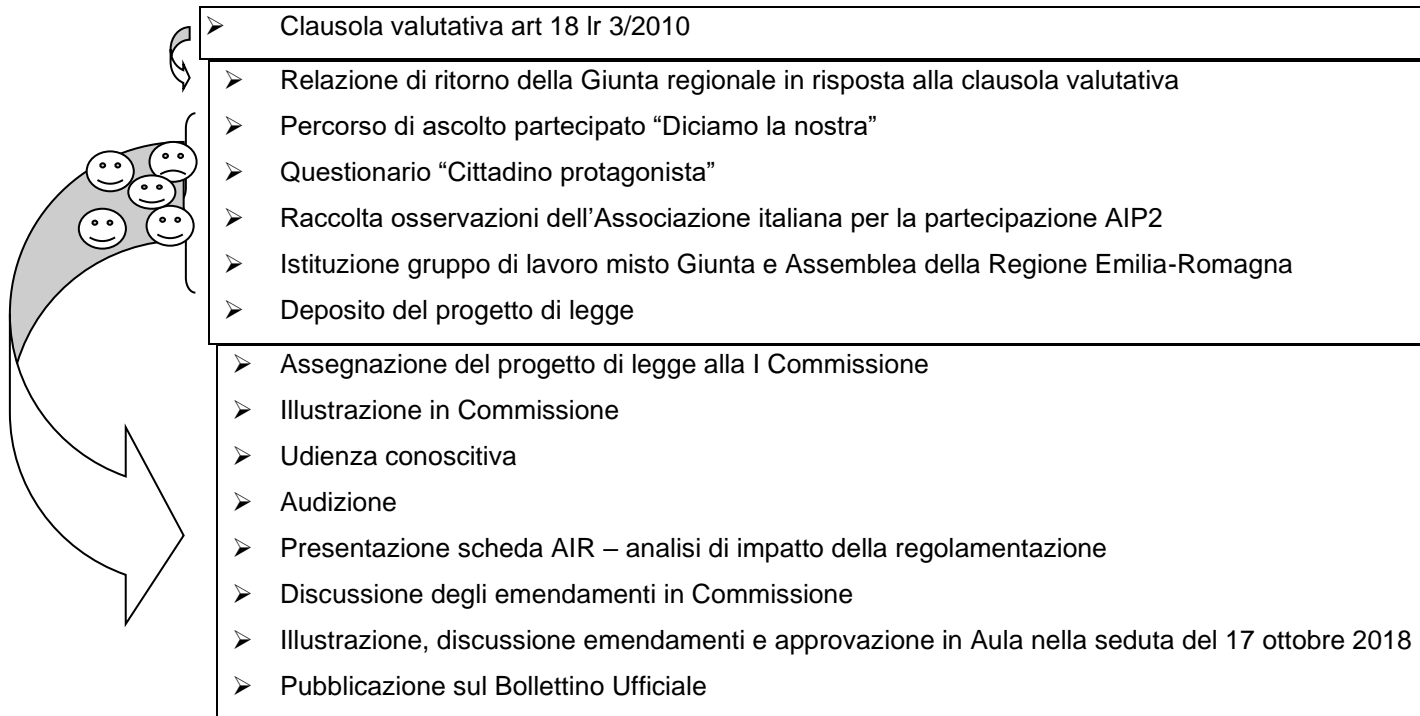 ➢ Clausola valutativa art 18 lr 3/2010
➢ Relazione di ritorno della Giunta regionale in risposta alla clausola valutativa
➢ Percorso di ascolto partecipato “Diciamo la nostra”
➢ Questionario “Cittadino protagonista”
➢ Raccolta osservazioni dell’Associazione italiana per la partecipazione AIP2
➢ Istituzione gruppo di lavoro misto Giunta e Assemblea della Regione Emilia-Romagna
➢ Deposito del progetto di legge
➢ Assegnazione del progetto di legge alla I Commissione
➢ Illustrazione in Commissione
➢ Udienza conoscitiva
➢ Audizione
➢ Presentazione scheda AIR – analisi di impatto della regolamentazione
➢ Discussione degli emendamenti in Commissione
➢ Illustrazione, discussione emendamenti e approvazione in Aula nella seduta del 17 ottobre 2018
➢ Pubblicazione sul Bollettino Ufficiale